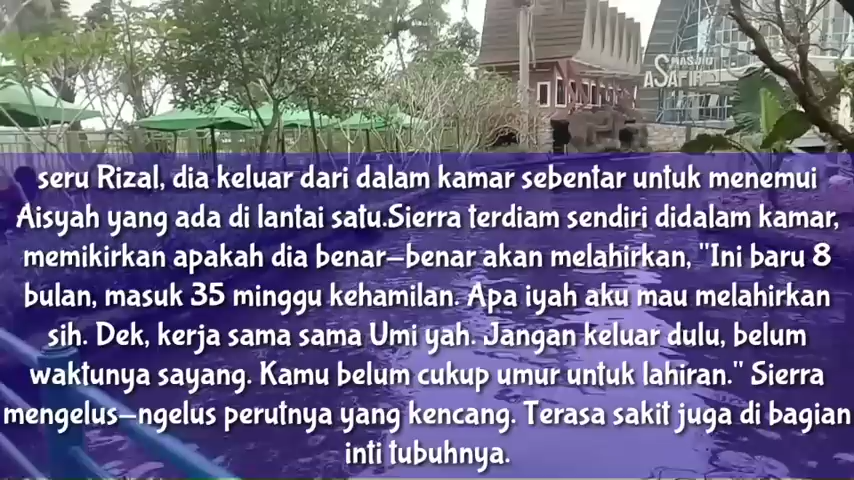 MASJID
ASAFIR
seru Rizal, dia keluar dari dalam kamar sebentar untuk menemui
Aisyah yang ada di lantai satu.Sierra terdiam sendiri didalam kamar,
memikirkan apakah dia benar-benar akan melahirkan, "Ini baru 8
bulan, masuk 35 minggu kehamilan. Apa iyah aku mau melahirkan
sih. Dek, kerja sama sama Umi yah. Jangan keluar dulu, belum
waktunya sayang. Kamu belum cukup umur untuk lahiran." Sierra
mengelus-ngelus perutnya yang kencang. Terasa sakit juga di bagian
inti tubuhnya.